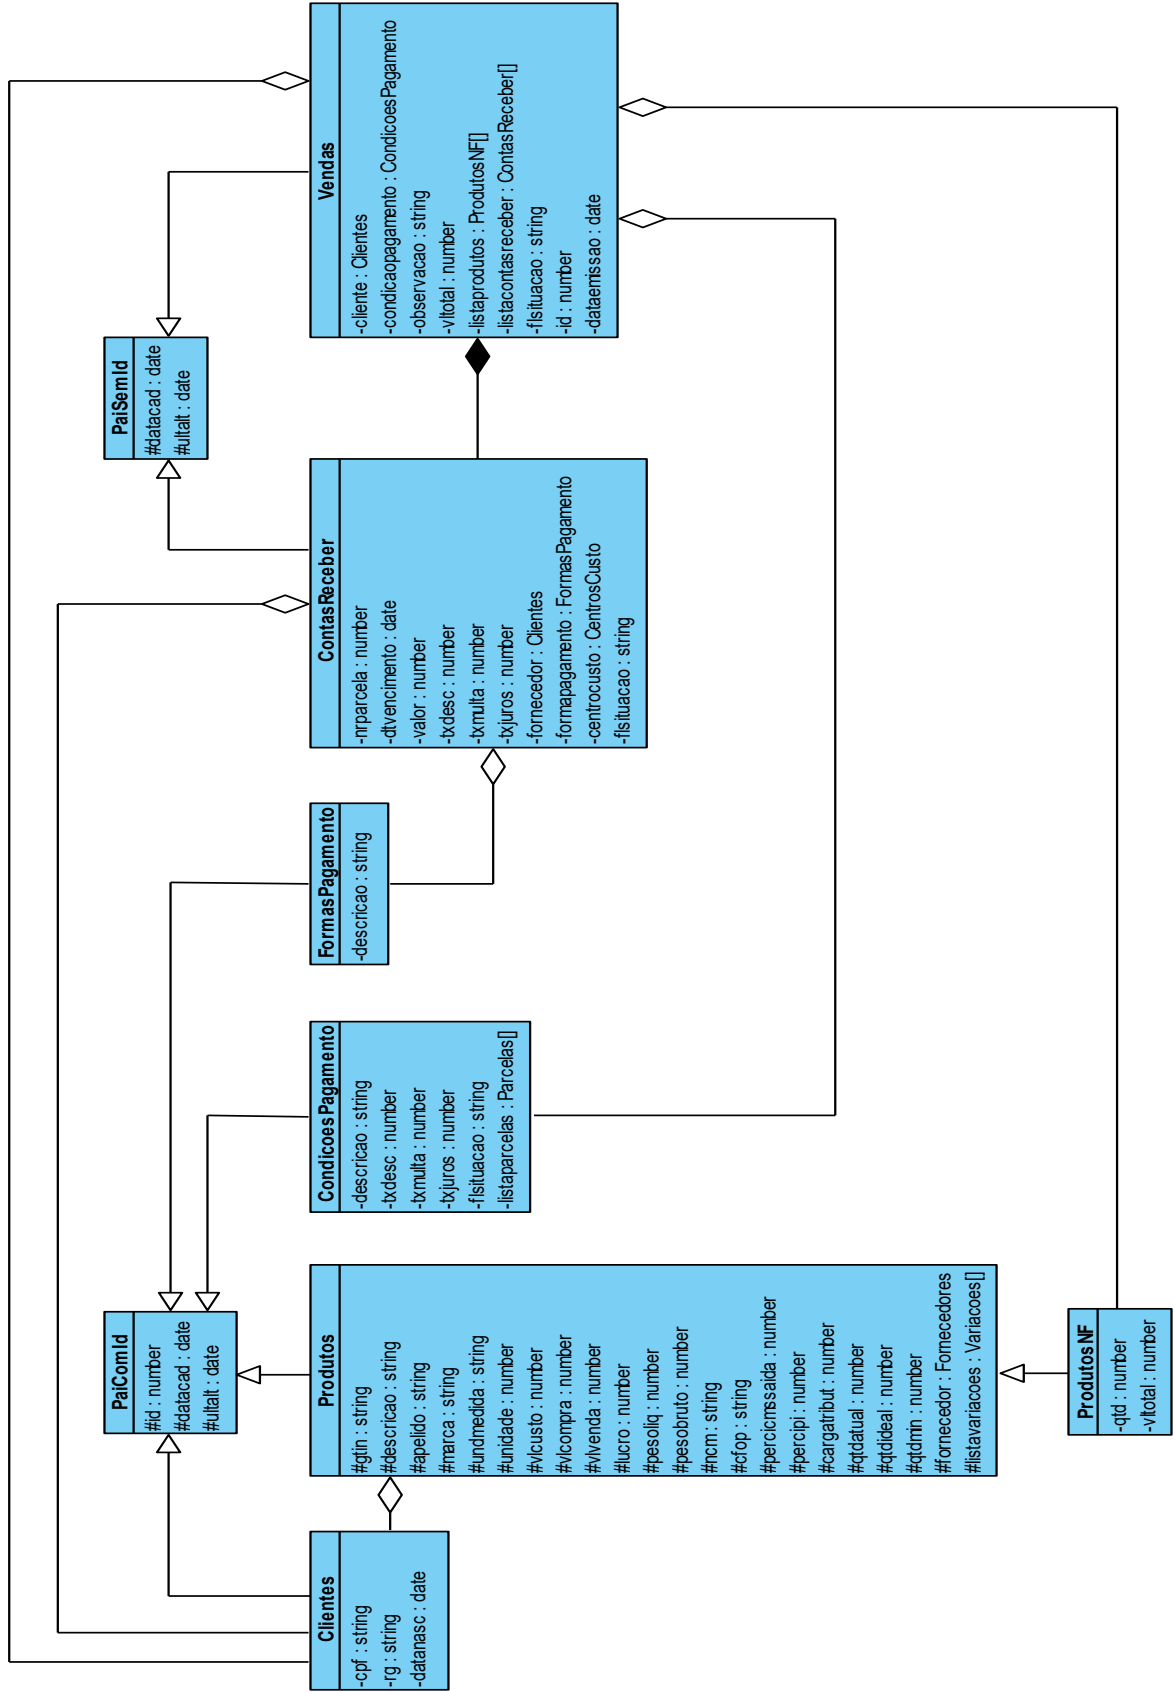 PaiComId
#id : number
#datacad : date
#ultalt : date
PaiSemId
#datacad : date
#ultalt : date
Clientes
-cpf : string
-rg : string
-datanasc : date
Produtos
#gtin : string
#descricao : string
#apelido : string
#marca : string
#undmedida : string
#unidade : number
#vlcusto : number
#vlcompra : number
#vlvenda : number
#lucro : number
#pesoliq : number
#pesobruto : number
#ncm : string
#cfop : string
#percicmssaida : number
#percipi : number
#cargatribut : number
#qtdatual : number
#qtdideal : number
#qtdmin : number
#fornecedor : Fornecedores
#listavariacoes : Variacoes[]
CondicoesPagamento
-descricao : string
-txdesc : number
-txmulta : number
-txjuros : number
-flsituacao : string
-listaparcelas : Parcelas[]
FormasPagamento
-descricao : string
ContasReceber
-nrparcela : number
-dtvencimento : date
-valor : number
-txdesc : number
-txmulta : number
-txjuros : number
-fornecedor : Clientes
-formapagamento : FormasPagamento
-centrocusto : CentrosCusto
-flsituacao : string
Vendas
-cliente : Clientes
-condicaopagamento : CondicoesPagamento
-observacao : string
-vltotal : number
-listaprodutos : ProdutosNF[]
-listacontasreceber : ContasReceber[]
-flsituacao : string
-id : number
-dataemissao : date
ProdutosNF
-qtd : number
-vltotal : number